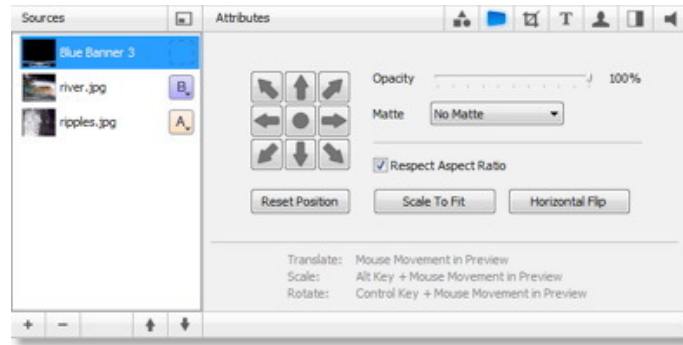 Sources
Attributes
T
Blue Banner 3
river.jpg
B
ripples.jpg
A
Opacity
100%
Matte
No Matte
Respect Aspect Ratio
Reset Position
Scale To Fit
Horizontal Flip
Translate: Mouse Movement in Preview
Scale: Alt Key + Mouse Movement in Preview
Rotate: Control Key + Mouse Movement in Preview